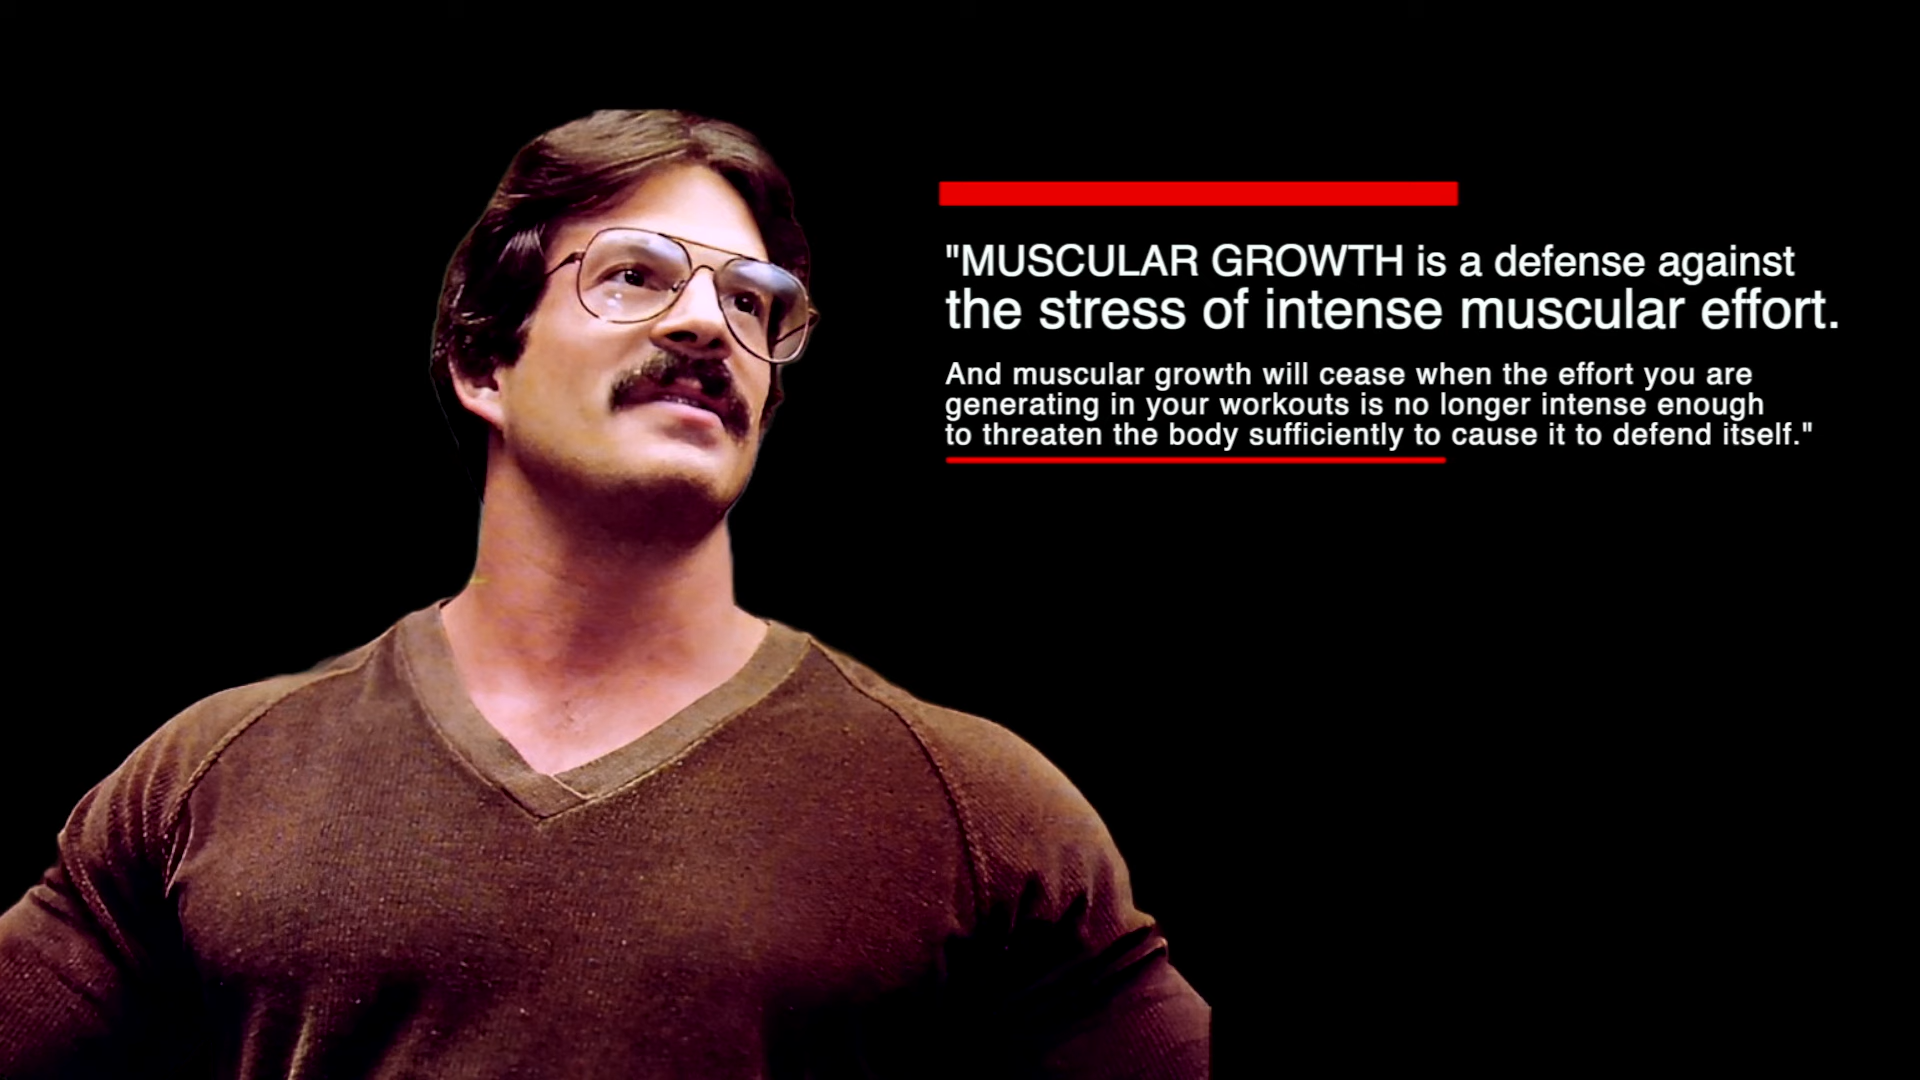 "MUSCULAR GROWTH is a defense against
the stress of intense muscular effort.
And muscular growth will cease when the effort you are
generating in your workouts is no longer intense enough
to threaten the body sufficiently to cause it to defend itself."